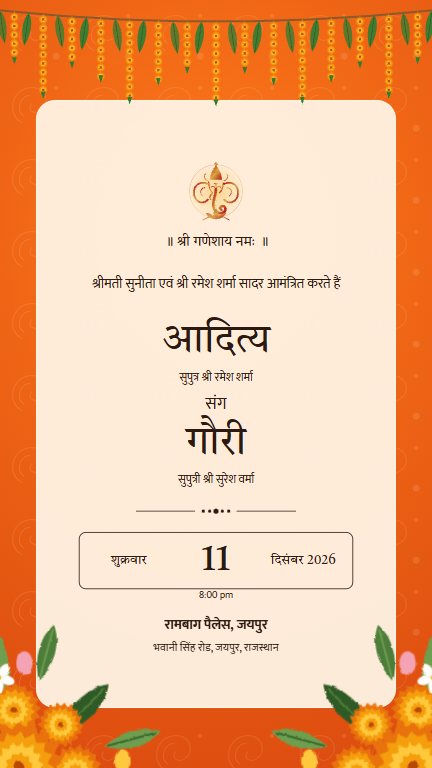 ॥ श्री गणेशाय नमः ॥
श्रीमती सुनीता एवं श्री रमेश शर्मा सादर आमंत्रित करते हैं
आदित्य
सुपुत्र श्री रमेश शर्मा
संग
गौरी
सुपुत्री श्री सुरेश वर्मा
शुक्रवार 11 दिसंबर 2026
8:00 pm
रामबाग पैलेस, जयपुर
भवानी सिंह रोड, जयपुर, राजस्थान